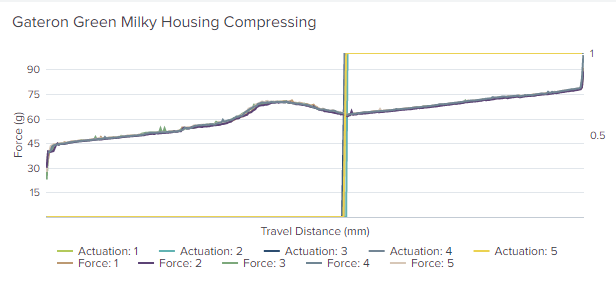 Gateron Green Milky Housing Compressing
90
75
60
45
30
15
Force (g)
1
0.5
Travel Distance (mm)
Actuation: 1 Actuation: 2 Actuation: 3 Actuation: 4 Actuation: 5
Force: 1 Force: 2 Force: 3 Force: 4 Force: 5